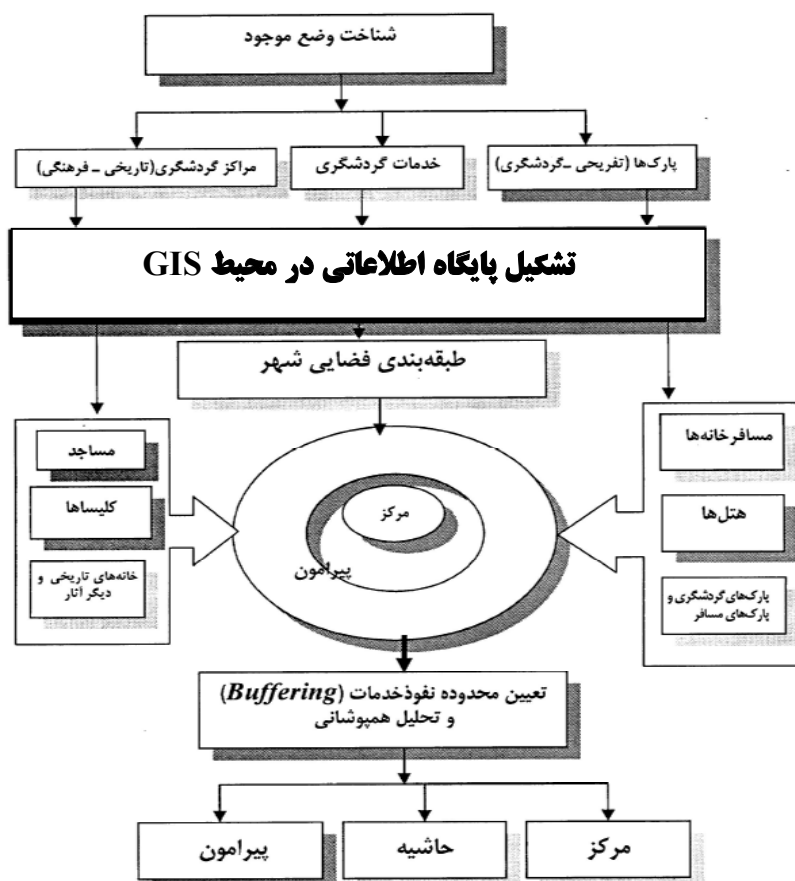 شناخت وضع موجود
پارک‌ها (تفریحی _گردشگری)
خدمات گردشگری
مراکز گردشگری(تاریخی _ فرهنگی)
تشکیل پایگاه اطلاعاتی در محیط GIS
طبقه‌بندی فضایی شهر
مسافرخانه‌ها
هتل‌ها
پارک‌های گردشگری و
پارک‌های مسافر
مرکز
پیرامون
مساجد
کلیساها
خانه‌های تاریخی و
دیگر آثار
تعیین محدوده نفوذخدمات (Buffering)
و تحلیل همپوشانی
مرکز
حاشیه
پیرامون